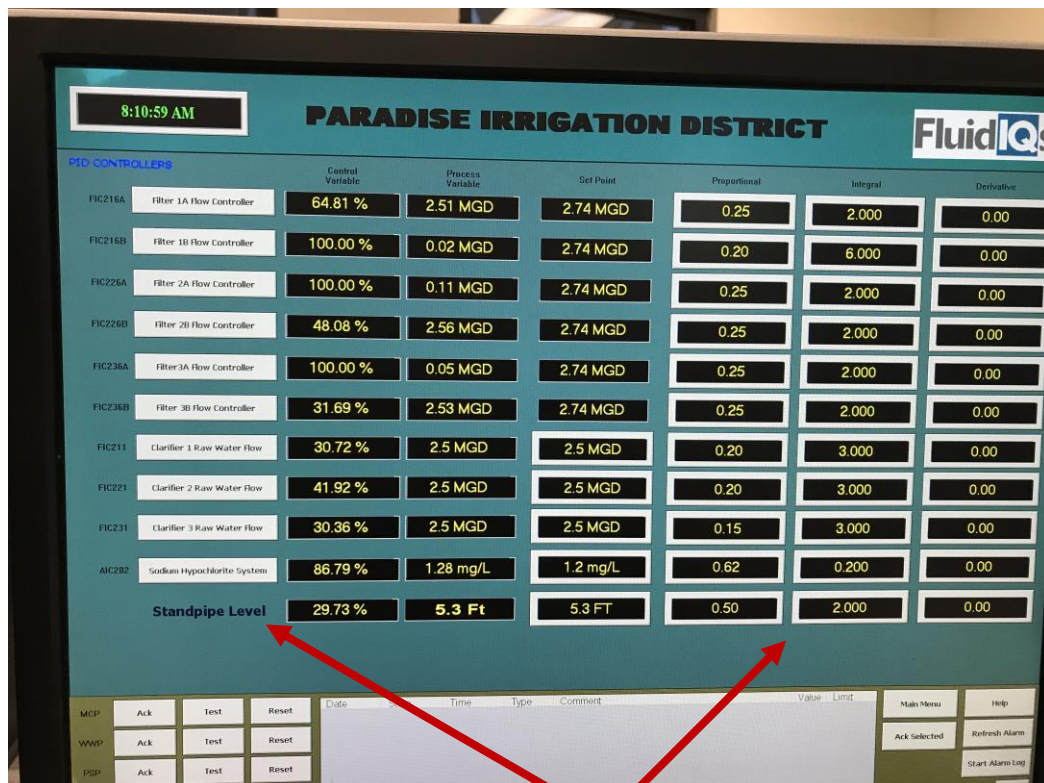 8:10:59 AM
PARADISE IRRIGATION DISTRICT
FluidIQs
PID CONTROLLERS
Control Variable Process Variable Set Point Proportional Integral Derivative
FIC216A Filter 1A Flow Controller 64.81 % 2.51 MGD 2.74 MGD 0.25 2.000 0.00
FIC216B Filter 1B Flow Controller 100.00 % 0.02 MGD 2.74 MGD 0.20 6.000 0.00
FIC226A Filter 2A Flow Controller 100.00 % 0.11 MGD 2.74 MGD 0.25 2.000 0.00
FIC226B Filter 2B Flow Controller 48.08 % 2.56 MGD 2.74 MGD 0.25 2.000 0.00
FIC236A Filter3A Flow Controller 100.00 % 0.05 MGD 2.74 MGD 0.25 2.000 0.00
FIC236B Filter 3B Flow Controller 31.69 % 2.53 MGD 2.74 MGD 0.25 2.000 0.00
FIC211 Clarifier 1 Raw Water Flow 30.72 % 2.5 MGD 2.5 MGD 0.20 3.000 0.00
FIC221 Clarifier 2 Raw Water Flow 41.92 % 2.5 MGD 2.5 MGD 0.20 3.000 0.00
FIC231 Clarifier 3 Raw Water Flow 30.36 % 2.5 MGD 2.5 MGD 0.15 3.000 0.00
AIC282 Sodium Hypochlorite System 86.79 % 1.28 mg/L 1.2 mg/L 0.62 0.200 0.00
Standpipe Level 29.73 % 5.3 Ft 5.3 FT 0.50 2.000 0.00
Date Time Type Comment Value Limit
MCP Ack Test Reset Main Menu Help
WWP Ack Test Reset Ack Selected Refresh Alarm
PSP Ack Test Reset Start Alarm Log